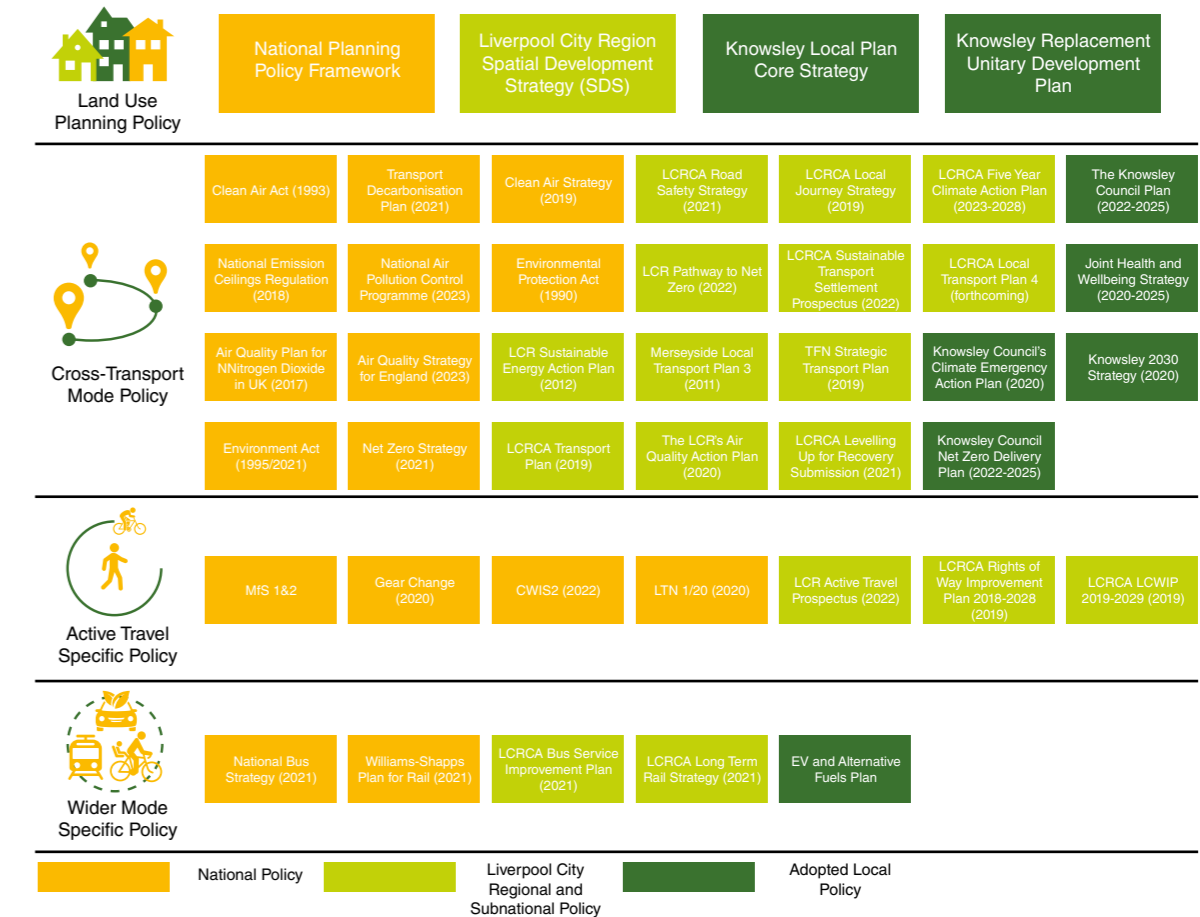 Land Use
Planning Policy
National Planning
Policy Framework
Liverpool City Region
Spatial Development
Strategy (SDS)
Knowsley Local Plan
Core Strategy
Knowsley Replacement
Unitary Development
Plan
Cross-Transport
Mode Policy
Clean Air Act (1993)
Transport
Decarbonisation
Plan (2021)
Clean Air Strategy
(2019)
LCRCA Road
Safety Strategy
(2021)
LCRCA Local
Journey Strategy
(2019)
LCRCA Five Year
Climate Action Plan
(2023-2028)
The Knowsley
Council Plan
(2022-2025)
National Emission
Ceilings Regulation
(2018)
National Air
Pollution Control
Programme (2023)
Environmental
Protection Act
(1990)
LCR Pathway to Net
Zero (2022)
LCRCA Sustainable
Transport
Settlement
Prospectus (2022)
LCRCA Local
Transport Plan 4
(forthcoming)
Joint Health and
Wellbeing Strategy
(2020-2025)
Air Quality Plan for
NNitrogen Dioxide
in UK (2017)
Air Quality Strategy
for England (2023)
LCR Sustainable
Energy Action Plan
(2012)
Merseyside Local
Transport Plan 3
(2011)
TFN Strategic
Transport Plan
(2019)
Knowsley Council's
Climate Emergency
Action Plan (2020)
Knowsley 2030
Strategy (2020)
Environment Act
(1995/2021)
Net Zero Strategy
(2021)
LCRCA Transport
Plan (2019)
The LCR's Air
Quality Action Plan
(2020)
LCRCA Levelling
Up for Recovery
Submission (2021)
Knowsley Council
Net Zero Delivery
Plan (2022-2025)
Active Travel
Specific Policy
MfS 1&2
Gear Change
(2020)
CWIS2 (2022)
LTN 1/20 (2020)
LCR Active Travel
Prospectus (2022)
LCRCA Rights of
Way Improvement
Plan 2018-2028
(2019)
LCRCA LCWIP
2019-2029 (2019)
Wider Mode
Specific Policy
National Bus
Strategy (2021)
Williams-Shapps
Plan for Rail (2021)
LCRCA Bus Service
Improvement Plan
(2021)
LCRCA Long Term
Rail Strategy (2021)
EV and Alternative
Fuels Plan
National Policy
Liverpool City
Regional and
Subnational Policy
Adopted Local
Policy